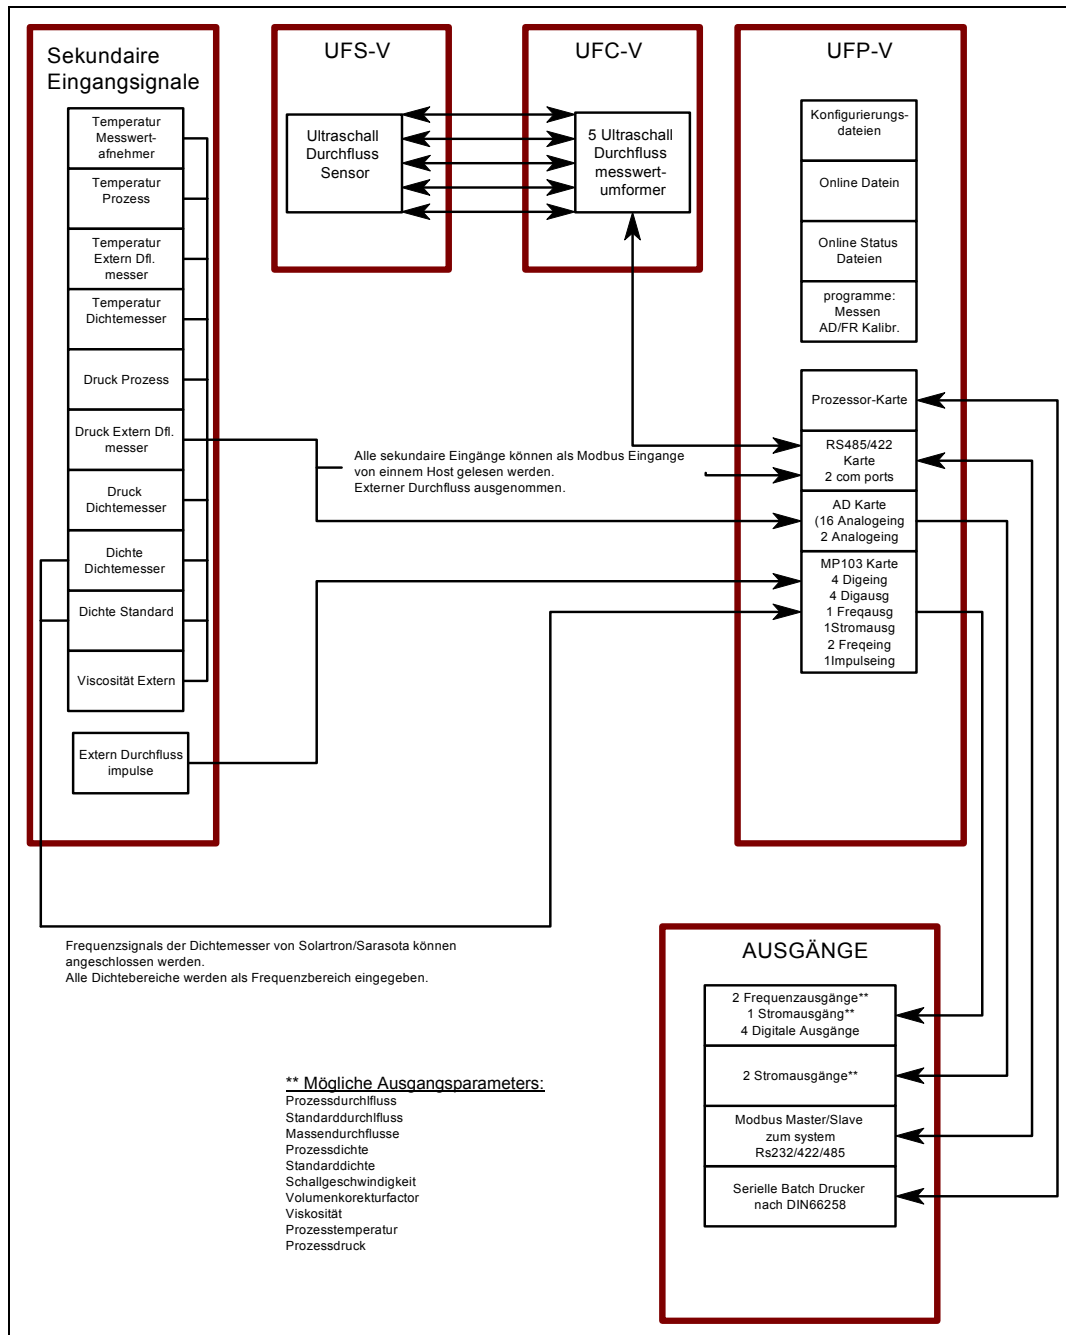 Sekundaire
Eingangsignale
Temperatur
Messwert-
afnehmer
Temperatur
Prozess
Temperatur
Extern Dfl.
messer
Temperatur
Dichtemesser
Druck Prozess
Druck Extern Dfl.
messer
Druck
Dichtemesser
Dichte
Dichtemesser
Dichte Standard
Viscosität Extern
Extern Durchfluss
impulse
UFS-V
Ultraschall
Durchfluss
Sensor
UFC-V
5 Ultraschall
Durchfluss
messwert-
umformer
UFP-V
Konfigurierungs-
dateien
Online Datein
Online Status
Dateien
programme:
Messen
AD/FR Kalibr.
Prozessor-Karte
RS485/422
Karte
2 com ports
AD Karte
(16 Analogeing
2 Analogeing
MP103 Karte
4 Digeing
4 Digausg
1 Freqausg
1Stromausg
2 Freqeing
1Impulseing
Alle sekundaire Eingänge können als Modbus Eingange
von einnem Host gelesen werden.
Externer Durchfluss ausgenommen.
Frequenzsignals der Dichtemesser von Solartron/Sarasota können
angeschlossen werden.
Alle Dichtebereiche werden als Frequenzbereich eingegeben.
AUSGÄNGE
2 Frequenzausgänge**
1 Stromausgäng**
4 Digitale Ausgänge
2 Stromausgänge**
Modbus Master/Slave
zum system
Rs232/422/485
Serielle Batch Drucker
nach DIN66258
** Mögliche Ausgangsparameters:
Prozessdurchlfluss
Standarddurchlfluss
Massendurchflusse
Prozessdichte
Standarddichte
Schallgeschwindigkeit
Volumenkorekturfactor
Viskosität
Prozesstemperatur
Prozessdruck